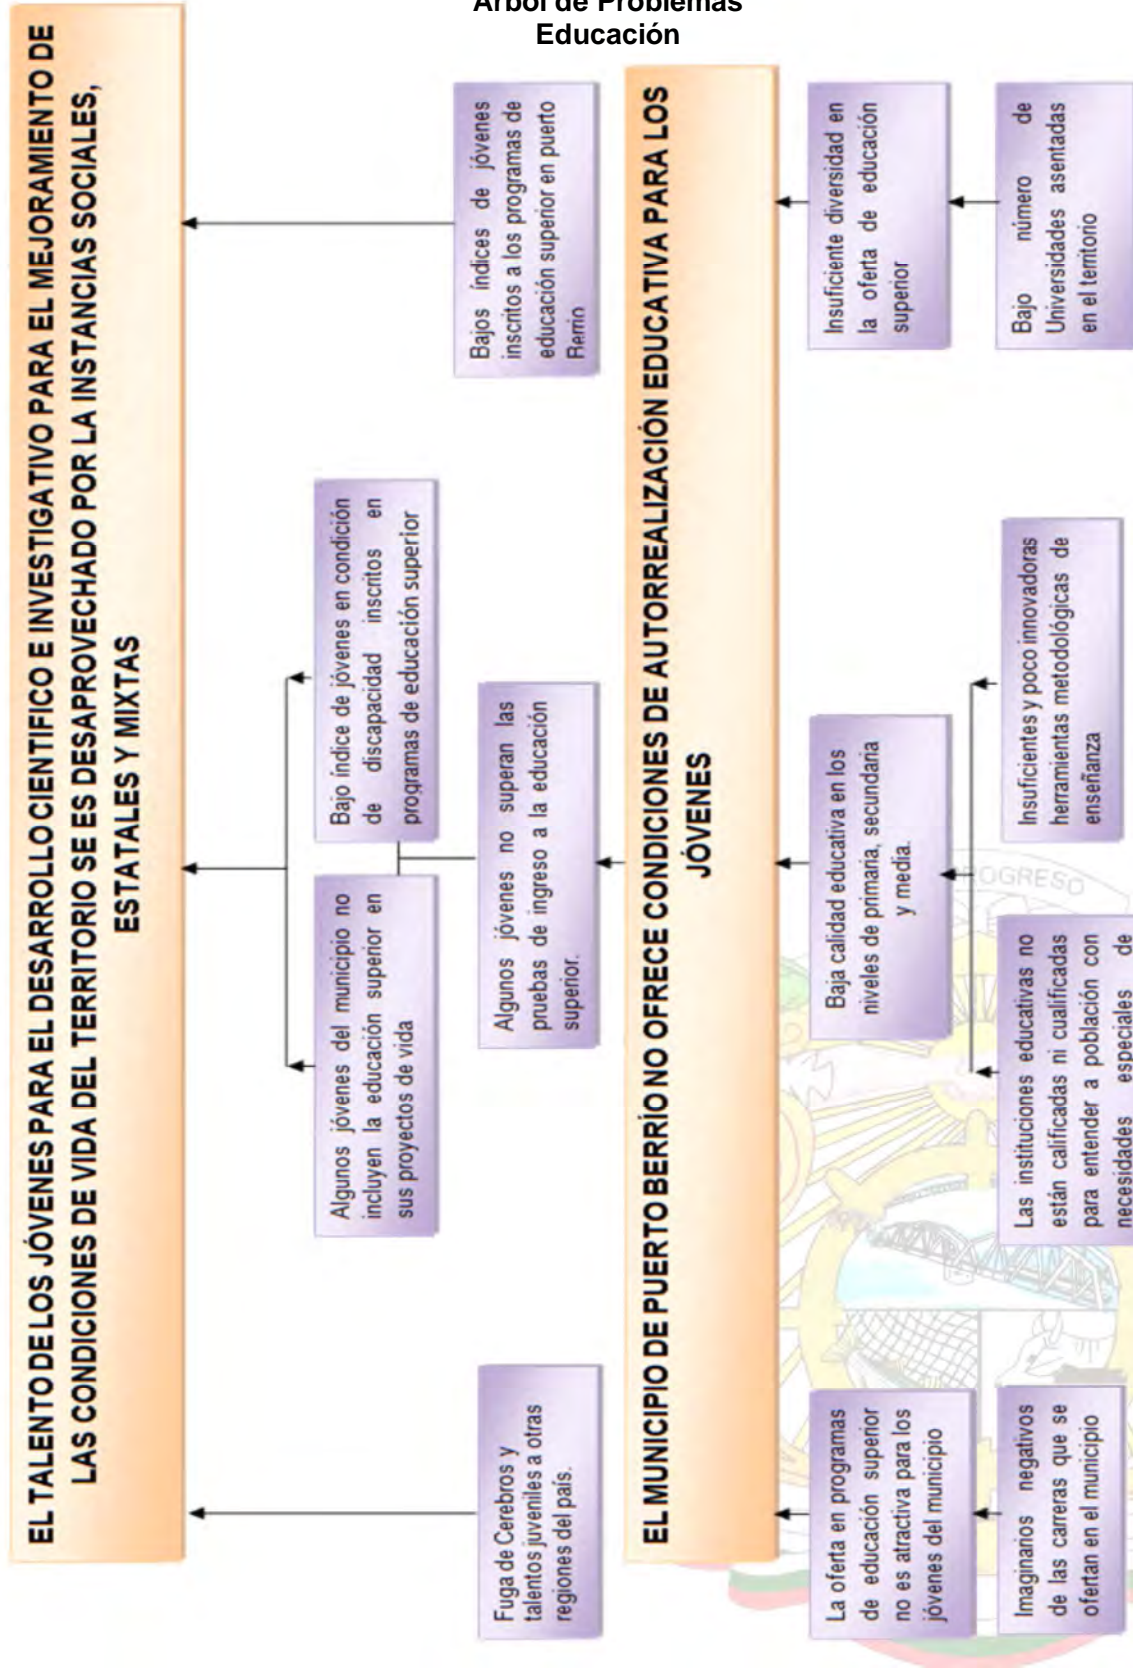 Árbol de Problemas
Educación
EL TALENTO DE LOS JÓVENES PARA EL DESARROLLO CIENTIFICO E INVESTIGATIVO PARA EL MEJORAMIENTO DE
LAS CONDICIONES DE VIDA DEL TERRITORIO SE ES DESAPROVECHADO POR LA INSTANCIAS SOCIALES,
ESTATALES Y MIXTAS
Fuga de Cerebros y
talentos juveniles a otras
regiones del país.
Algunos jóvenes del municipio no
incluyen la educación superior en
sus proyectos de vida
Bajo índice de jóvenes en condición
de discapacidad inscritos en
programas de educación superior
Algunos jóvenes no superan las
pruebas de ingreso a la educación
superior.
Bajos índices de jóvenes
inscritos a los programas de
educación superior en puerto
Berrio
EL MUNICIPIO DE PUERTO BERRÍO NO OFRECE CONDICIONES DE AUTORREALIZACIÓN EDUCATIVA PARA LOS
JÓVENES
La oferta en programas
de educación superior
no es atractiva para los
jóvenes del municipio
Imaginarios negativos
de las carreras que se
ofertan en el municipio
Baja calidad educativa en los
niveles de primaria, secundaria
y media.
Las instituciones educativas no
están calificadas ni cualificadas
para entender a población con
necesidades especiales de
Insuficientes y poco innovadoras
herramientas metodológicas de
enseñanza
Insuficiente diversidad en
la oferta de educación
superior
Bajo número de
Universidades asentadas
en el territorio
OGRESO